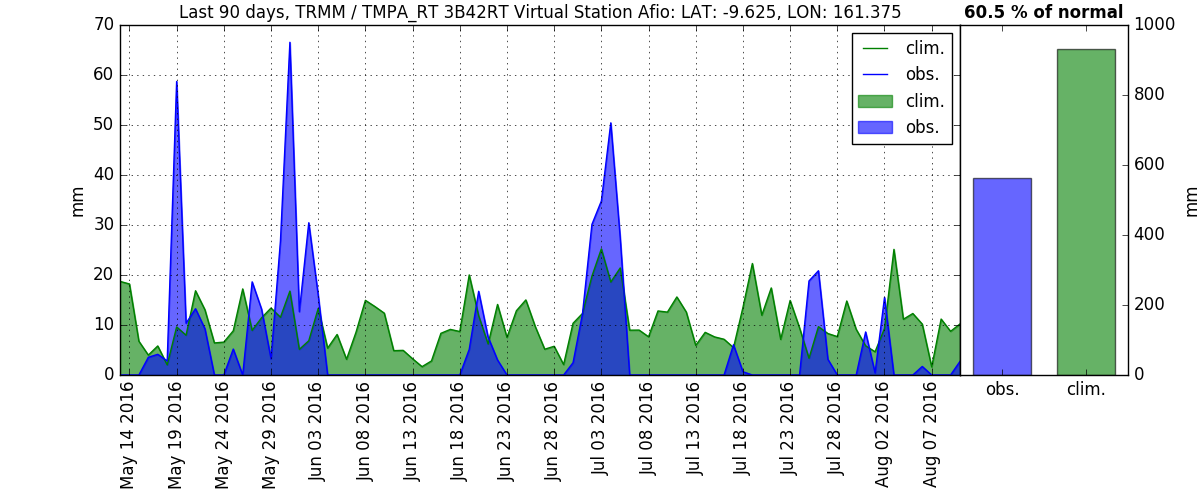 Last 90 days, TRMM / TMPA_RT 3B42RT Virtual Station Afio: LAT: -9.625, LON: 161.375
60.5 % of normal
70
60
50
40
30
20
10
0
mm
clim.
obs.
clim.
obs.
May 14 2016
May 19 2016
May 24 2016
May 29 2016
Jun 03 2016
Jun 08 2016
Jun 13 2016
Jun 18 2016
Jun 23 2016
Jun 28 2016
Jul 03 2016
Jul 08 2016
Jul 13 2016
Jul 18 2016
Jul 23 2016
Jul 28 2016
Aug 02 2016
Aug 07 2016
1000
800
600
400
200
0
mm
obs.
clim.